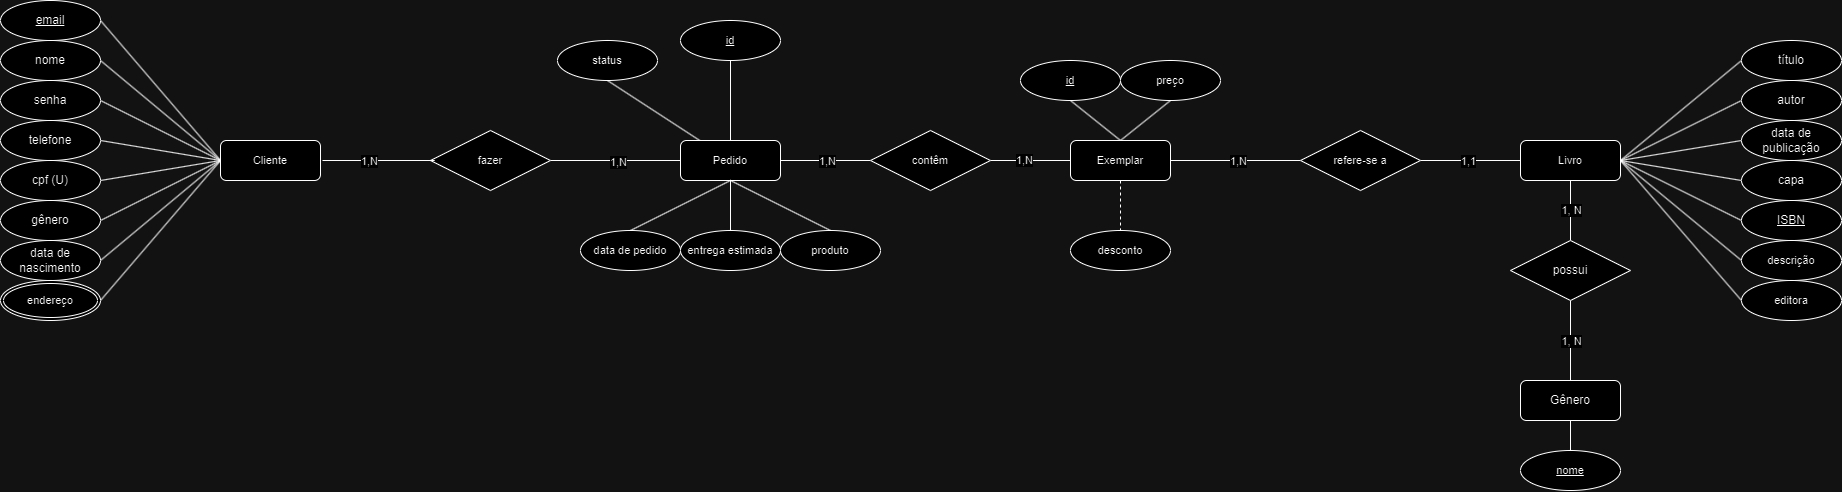 email
nome
senha
telefone
cpf (U)
gênero
data de
nascimento
endereço
Cliente
1,N
fazer
1,N
status
id
Pedido
data de pedido
entrega estimada
produto
1,N
contêm
1,N
id
preço
Exemplar
desconto
1,N
refere-se a
1,1
Livro
título
autor
data de
publicação
capa
ISBN
descrição
editora
1, N
possui
1, N
Gênero
nome